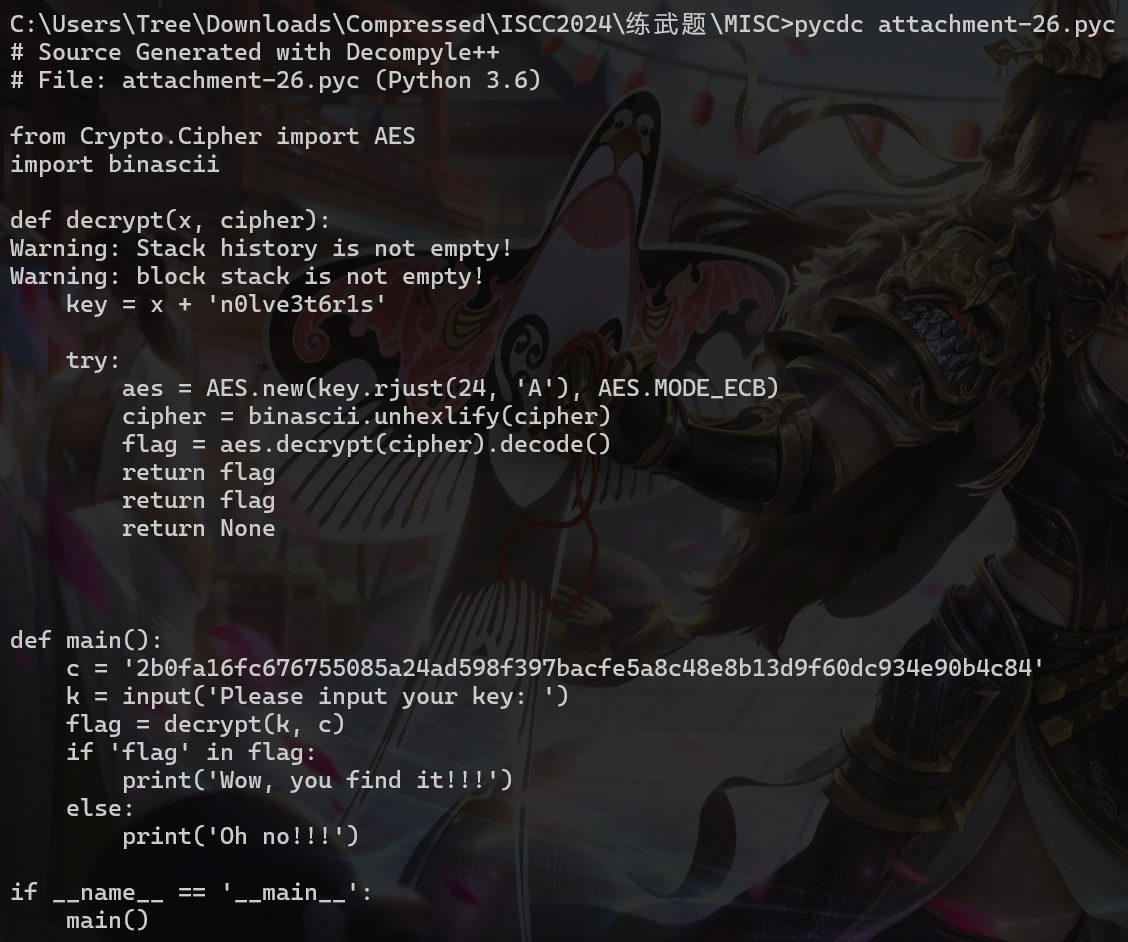 C:\Users\Tree\Downloads\Compressed\ISCC2024\练武题\MISC>pycdc attachment-26.pyc
# Source Generated with Decompyle++
# File: attachment-26.pyc (Python 3.6)
from Crypto.Cipher import AES
import binascii
def decrypt(x, cipher):
Warning: Stack history is not empty!
Warning: block stack is not empty!
    key = x + 'n0lve3t6r1s'
    try:
        aes = AES.new(key.rjust(24, 'A'), AES.MODE_ECB)
        cipher = binascii.unhexlify(cipher)
        flag = aes.decrypt(cipher).decode()
        return flag
        return flag
        return None
def main():
    c = '2b0fa16fc676755085a24ad598f397bacfe5a8c48e8b13d9f60dc934e90b4c84'
    k = input('Please input your key: ')
    flag = decrypt(k, c)
    if 'flag' in flag:
        print('Wow, you find it!!!')
    else:
        print('Oh no!!!')
if __name__ == '__main__':
    main()